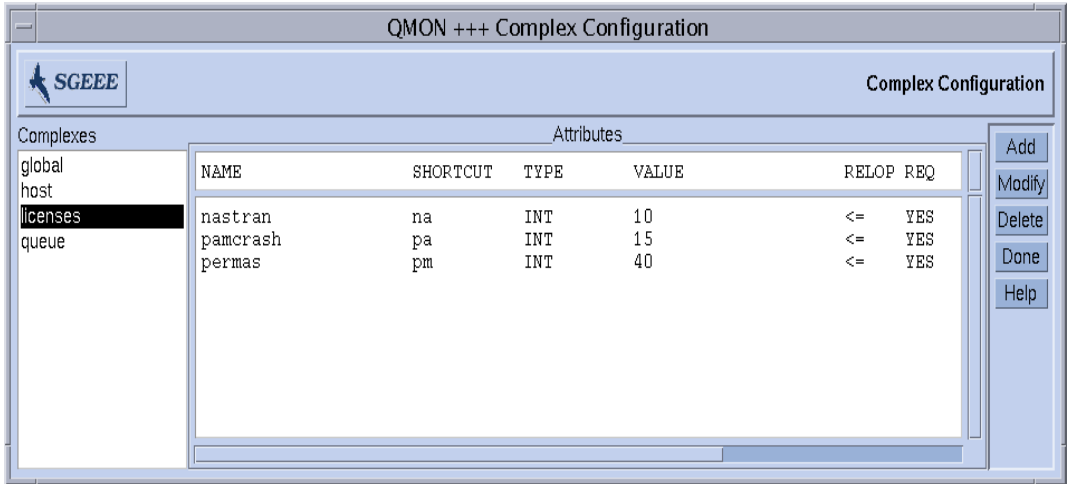 QMON +++ Complex Configuration
SGEEE
Complex Configuration
Complexes
global
host
licenses
queue
Attributes
NAME SHORTCUT TYPE VALUE RELOP REQ
nastran na INT 10 <= YES
pamcrash pa INT 15 <= YES
permas pm INT 40 <= YES
Add
Modify
Delete
Done
Help